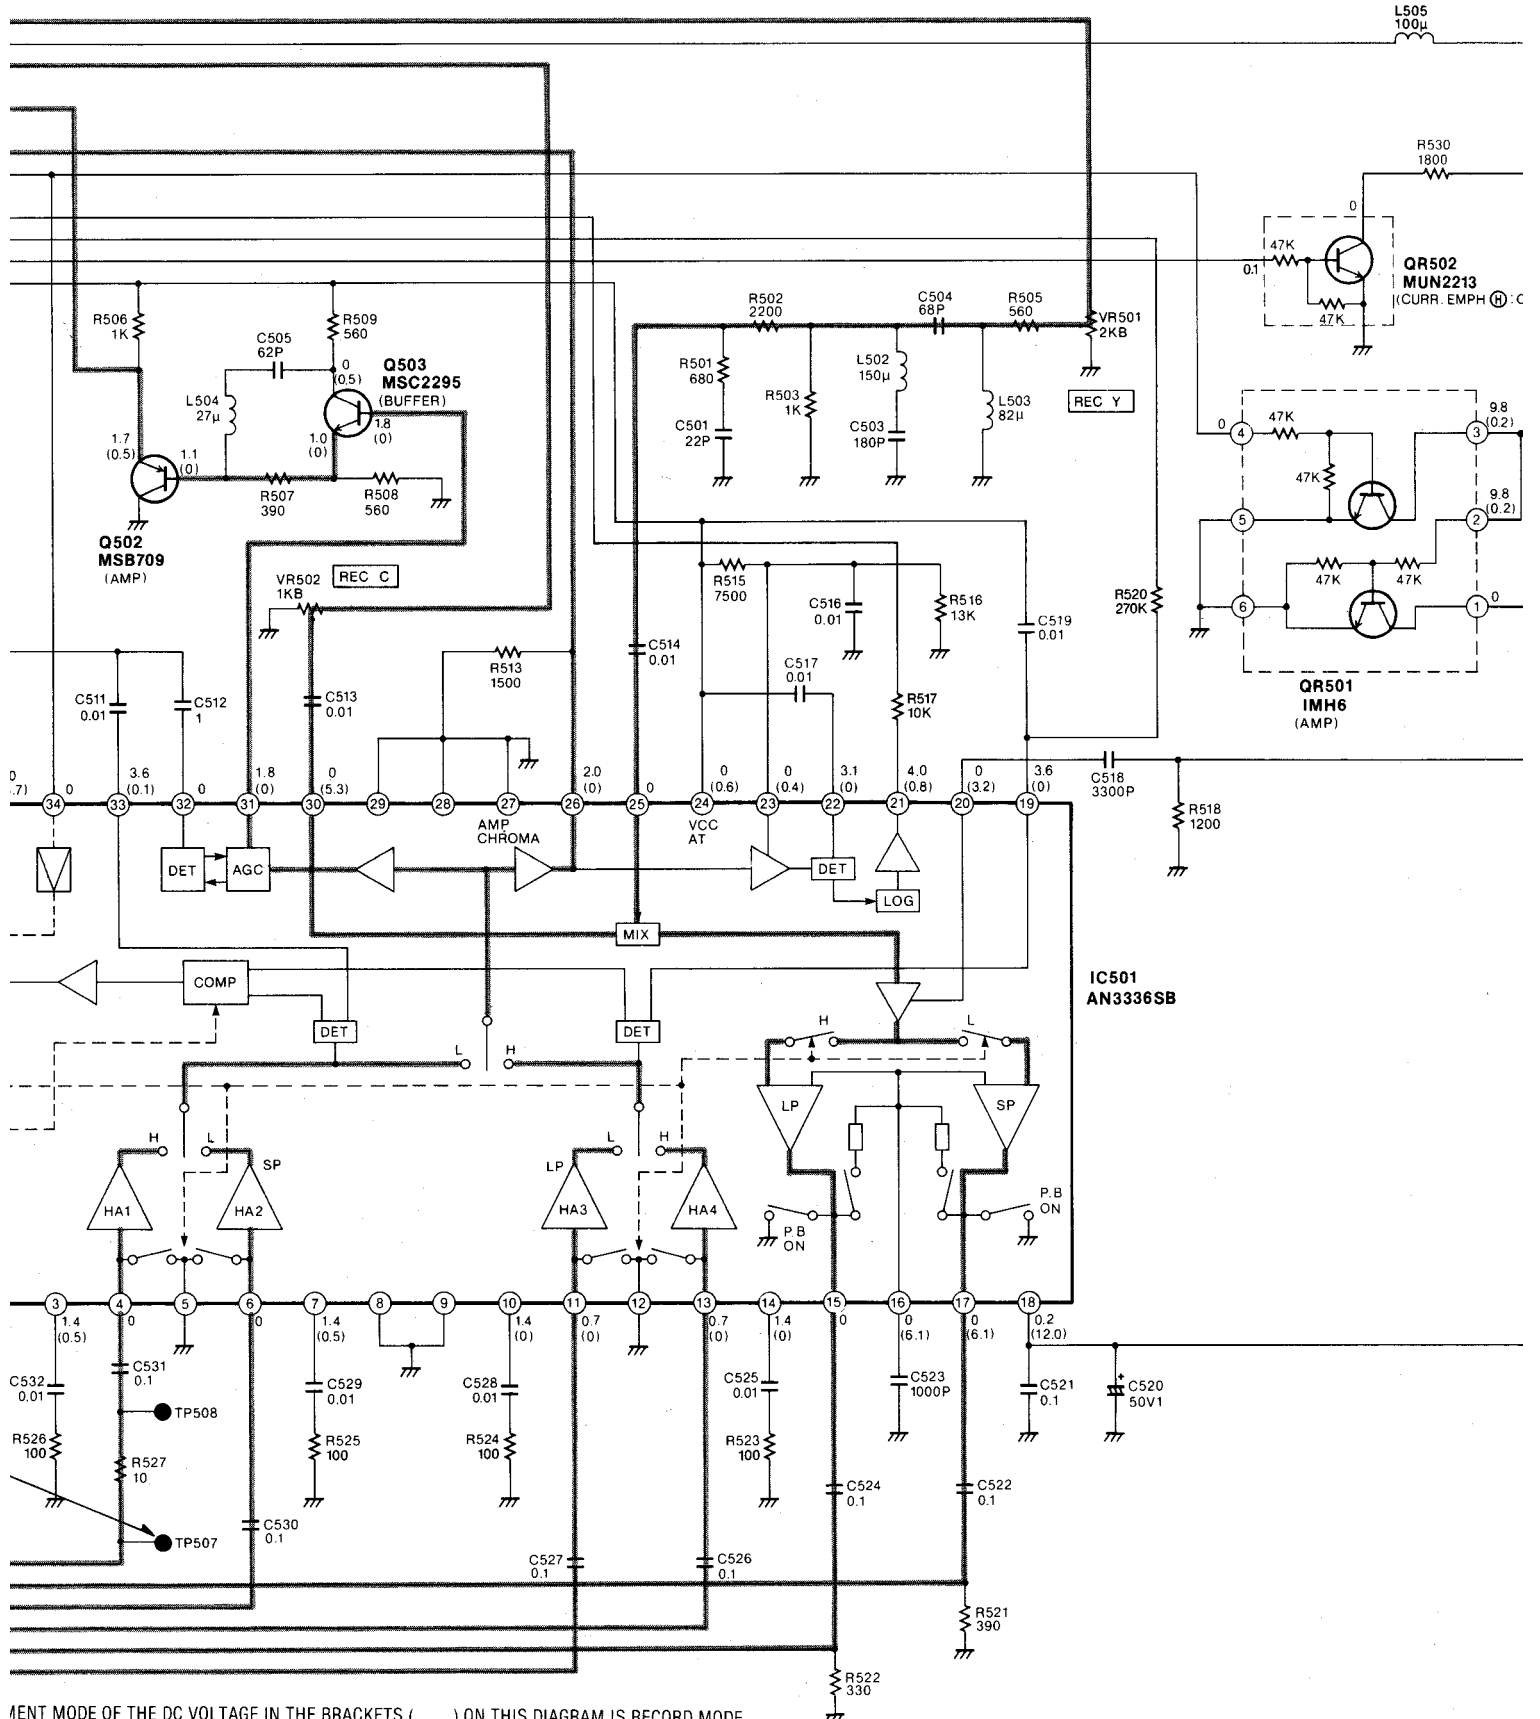 L505
100μ
R530
1800
0
47K
0.1
QR502
MUN2213
(CURR. EMPH Ⓗ : O
47K
R506
1K
R509
560
C505
62P
0
(0.5)
Q503
MSC2295
(BUFFER)
L504
27μ
1.8
(0)
1.0
(0)
1.7
(0.5)
1.1
(0)
R507
390
R508
560
Q502
MSB709
(AMP)
R502
2200
C504
68P
R505
560
VR501
2KB
R501
680
L502
150μ
R503
1K
L503
82μ
REC Y
C501
22P
C503
180P
47K
9.8
(0.2)
0
4
3
47K
9.8
(0.2)
5
2
47K
47K
0
6
1
QR501
IMH6
(AMP)
VR502
1KB
REC C
R515
7500
C516
0.01
R516
13K
C519
0.01
R520
270K
C511
0.01
C512
1
C513
0.01
R513
1500
C514
0.01
C517
0.01
R517
10K
C518
3300P
R518
1200
0
.7)
34
0
33
3.6
(0.1)
32
0
31
1.8
(0)
30
0
(5.3)
29
28
27
26
2.0
(0)
25
0
24
0
(0.6)
23
0
(0.4)
22
3.1
(0)
21
4.0
(0.8)
20
0
(3.2)
19
3.6
(0)
AMP
CHROMA
VCC
AT
DET
AGC
DET
LOG
MIX
COMP
DET
DET
IC501
AN3336SB
L
H
H
L
LP
SP
H
L
SP
LP
L
H
HA1
HA2
HA3
HA4
P.B
ON
P.B
ON
3
1.4
(0.5)
4
0
5
6
0
7
1.4
(0.5)
8
9
10
1.4
(0)
11
0.7
(0)
12
13
0.7
(0)
14
1.4
(0)
15
0
16
0
(6.1)
17
0
(6.1)
18
0.2
(12.0)
C532
0.01
C531
0.1
C529
0.01
C528
0.01
C525
0.01
C523
1000P
C521
0.1
+
C520
50V1
TP508
R526
100
R527
10
R525
100
R524
100
R523
100
C524
0.1
C522
0.1
TP507
C530
0.1
C527
0.1
C526
0.1
R521
390
R522
330
MENT MODE OF THE DC VOLTAGE IN THE BRACKETS ( ) ON THIS DIAGRAM IS RECORD MODE